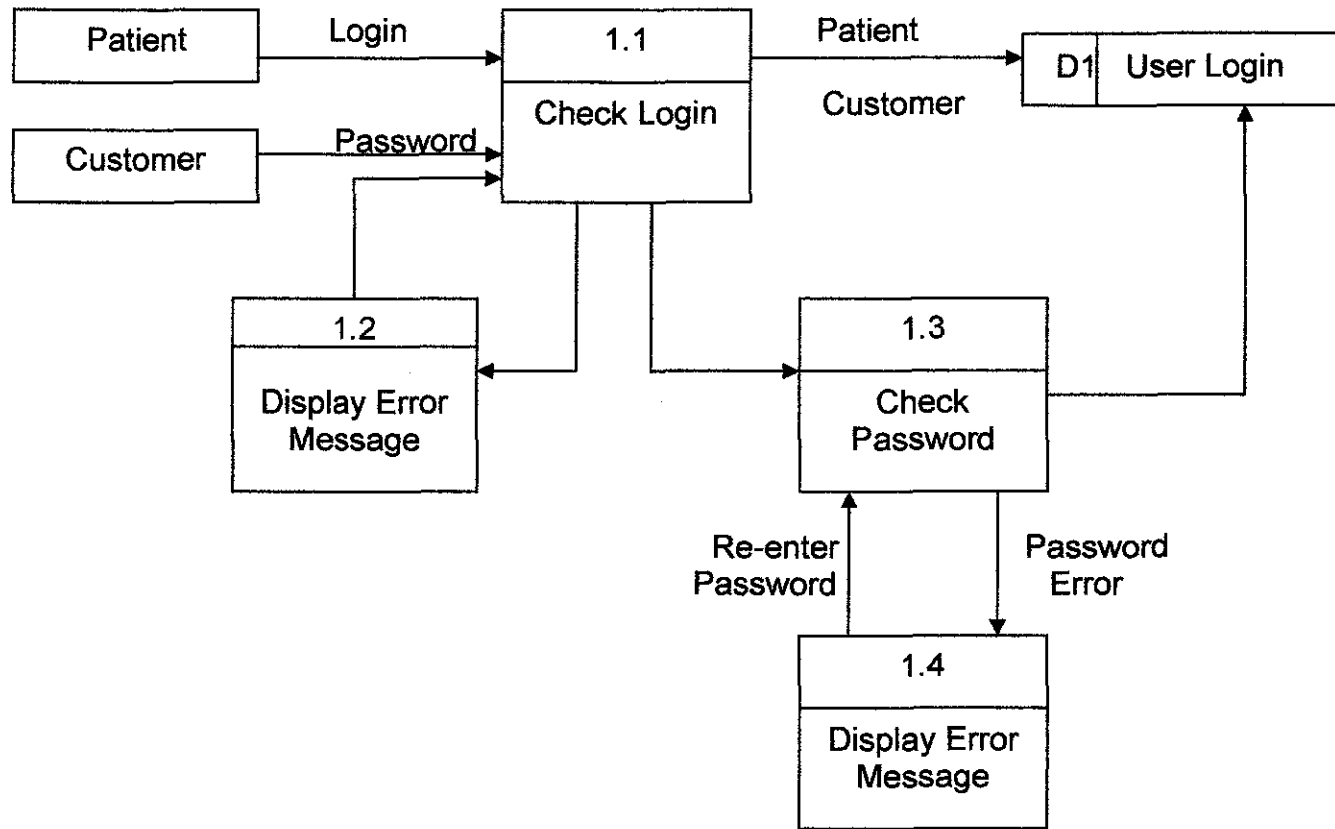 Patient
Login
1.1
Patient
D1 User Login
Customer
Check Login
Customer
Password
1.2
Display Error
Message
1.3
Check
Password
Re-enter
Password
Password
Error
1.4
Display Error
Message